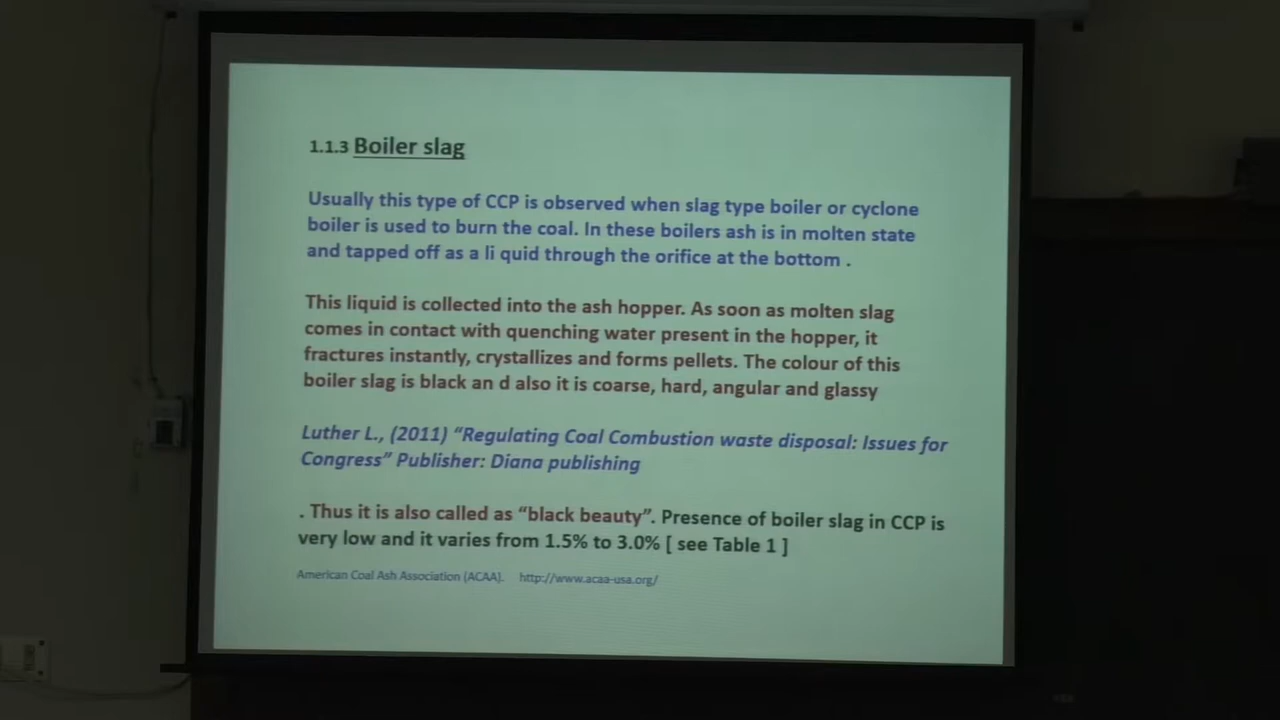 1.1.3 Boiler slag
Usually this type of CCP is observed when slag type boiler or cyclone
boiler is used to burn the coal. In these boilers ash is in molten state
and tapped off as a li quid through the orifice at the bottom .
This liquid is collected into the ash hopper. As soon as molten slag
comes in contact with quenching water present in the hopper, it
fractures instantly, crystallizes and forms pellets. The colour of this
boiler slag is black an d also it is coarse, hard, angular and glassy
Luther L., (2011) “Regulating Coal Combustion waste disposal: Issues for
Congress” Publisher: Diana publishing
. Thus it is also called as “black beauty”. Presence of boiler slag in CCP is
very low and it varies from 1.5% to 3.0% [ see Table 1 ]
American Coal Ash Association (ACAA). http://www.acaa-usa.org/